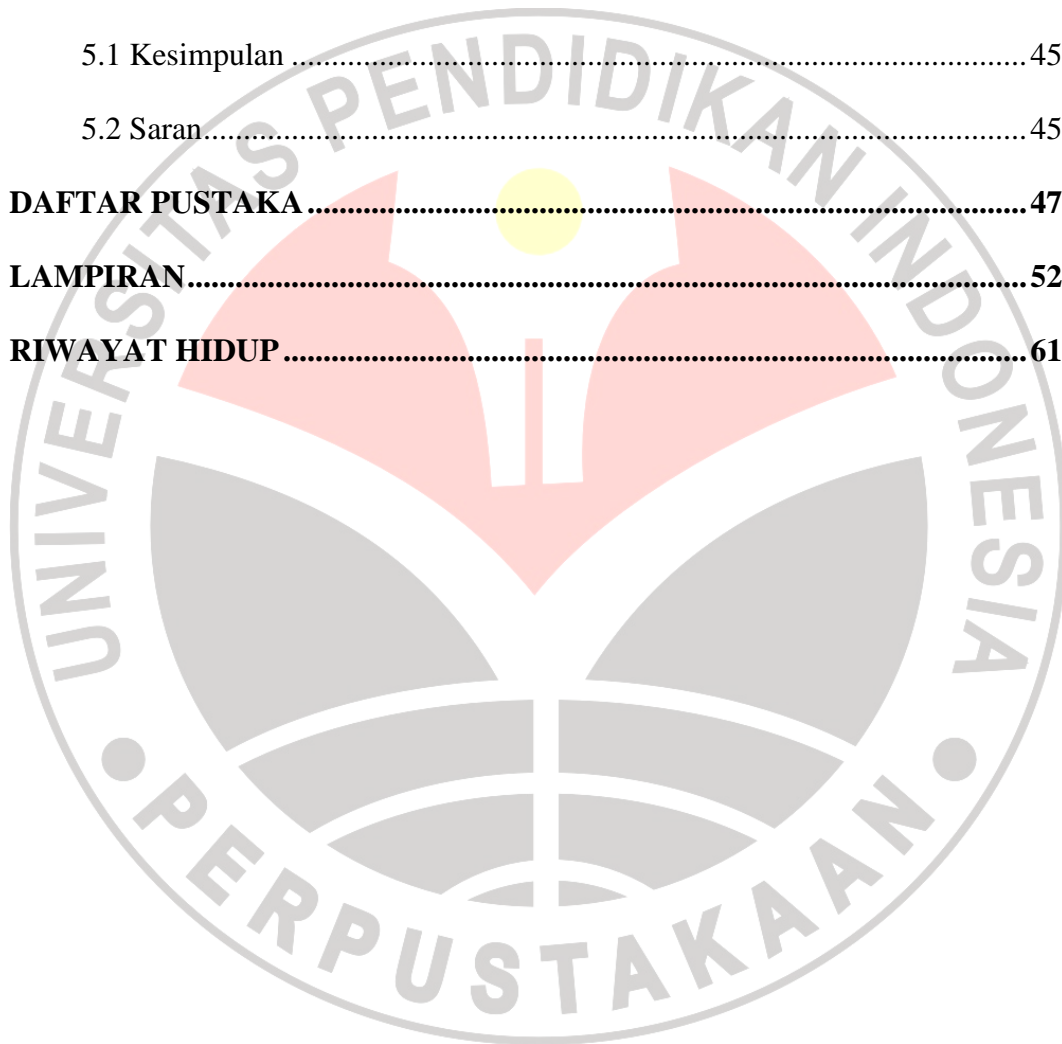 5.1 Kesimpulan ........................................................................................ 45
5.2 Saran................................................................................................... 45
DAFTAR PUSTAKA ...................................................................................... 47
LAMPIRAN..................................................................................................... 52
RIWAYAT HIDUP ......................................................................................... 61
UNIVERSITAS PENDIDIKAN INDONESIA
PERPUSTAKAAN